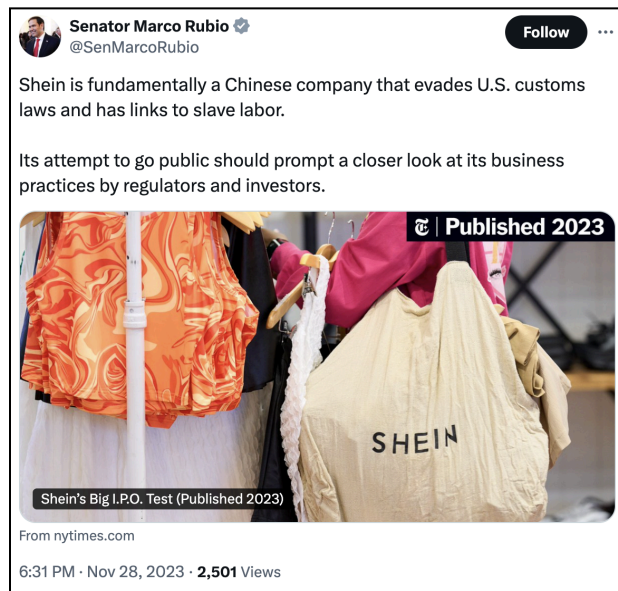 Senator Marco Rubio
@SenMarcoRubio
Follow
Shein is fundamentally a Chinese company that evades U.S. customs
laws and has links to slave labor.
Its attempt to go public should prompt a closer look at its business
practices by regulators and investors.
Published 2023
SHEIN
Shein's Big I.P.O. Test (Published 2023)
From nytimes.com
6:31 PM · Nov 28, 2023 · 2,501 Views